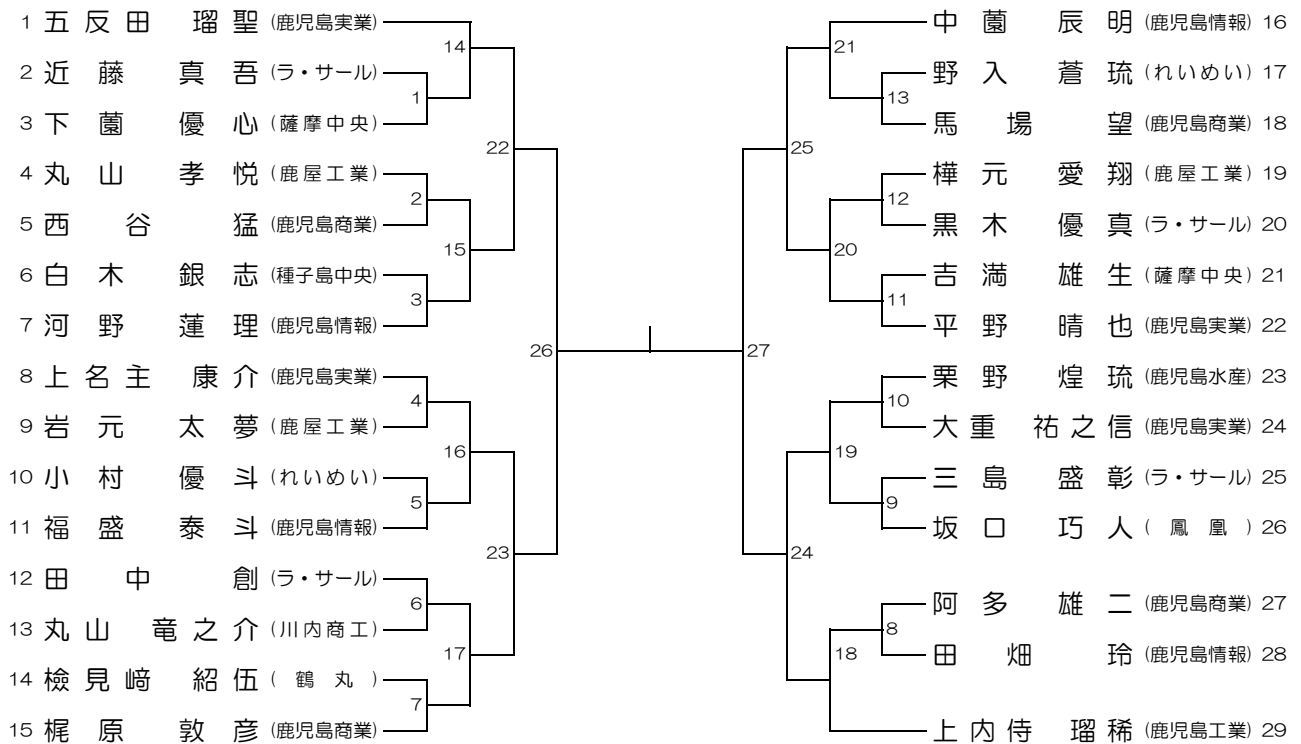 1 五反田 瑠聖 (鹿児島実業)
2 近藤 真吾 (ラ・サール)
3 下薗 優心 (薩摩中央)
4 丸山 孝悦 (鹿屋工業)
5 西谷 猛 (鹿児島商業)
6 白木 銀志 (種子島中央)
7 河野 蓮理 (鹿児島情報)
8 上名主 康介 (鹿児島実業)
9 岩元 太夢 (鹿屋工業)
10 小村 優斗 (れいめい)
11 福盛 泰斗 (鹿児島情報)
12 田中 創 (ラ・サール)
13 丸山 竜之介 (川内商工)
14 檢見﨑 紹伍 (鶴丸)
15 梶原 敦彦 (鹿児島商業)
14
1
22
2
15
3
26
4
16
5
23
6
17
7
21
13
25
12
20
11
27
10
19
9
24
8
18
中薗 辰明 (鹿児島情報) 16
野入 蒼琉 (れいめい) 17
馬場 望 (鹿児島商業) 18
樺元 愛翔 (鹿屋工業) 19
黒木 優真 (ラ・サール) 20
吉満 雄生 (薩摩中央) 21
平野 晴也 (鹿児島実業) 22
栗野 煌琉 (鹿児島水産) 23
大重 祐之信 (鹿児島実業) 24
三島 盛彰 (ラ・サール) 25
坂口 巧人 (鳳凰) 26
阿多 雄二 (鹿児島商業) 27
田畑 玲 (鹿児島情報) 28
上内侍 瑠稀 (鹿児島工業) 29